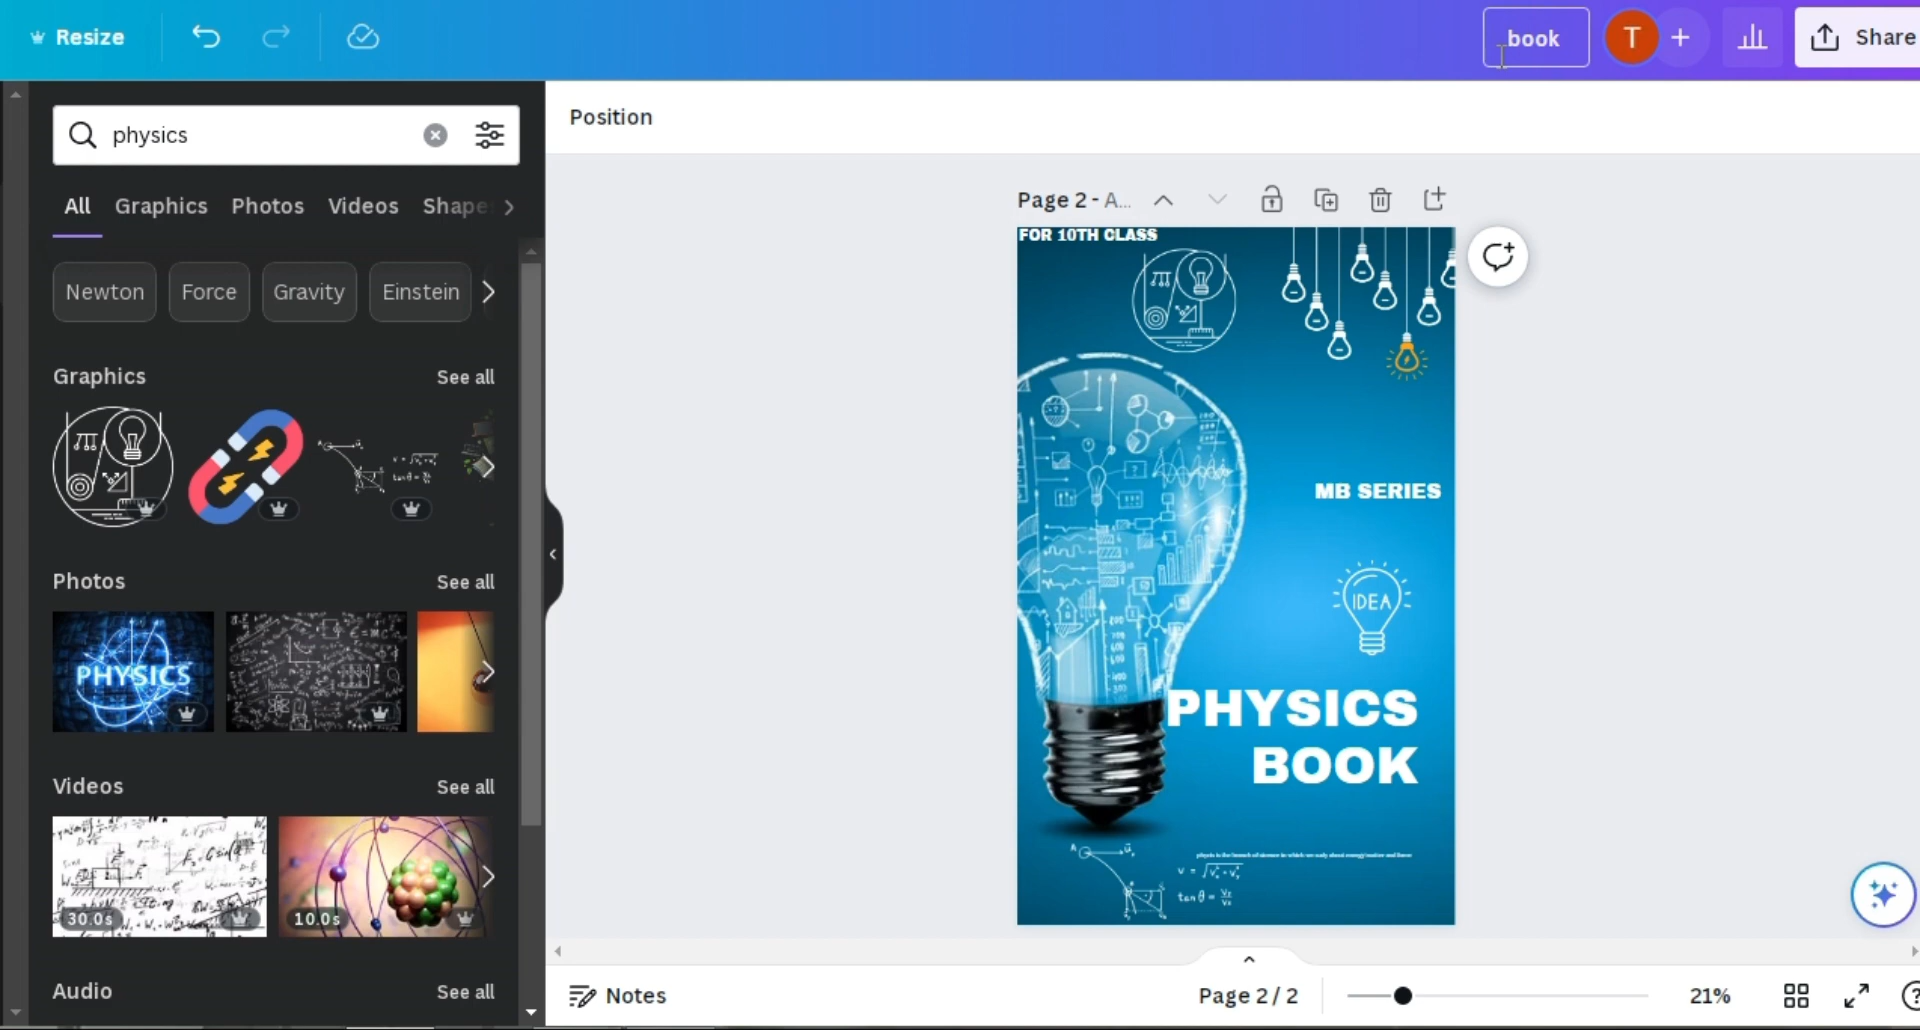 Resize
book
T
Share
physics
Position
All
Graphics
Photos
Videos
Shape
Page 2 - A...
Newton
Force
Gravity
Einstein
FOR 10TH CLASS
Graphics
See all
MB SERIES
Photos
See all
IDEA
PHYSICS
PHYSICS
BOOK
Videos
See all
30.0s
10.0s
tan θ =
Audio
See all
Notes
Page 2 / 2
21%